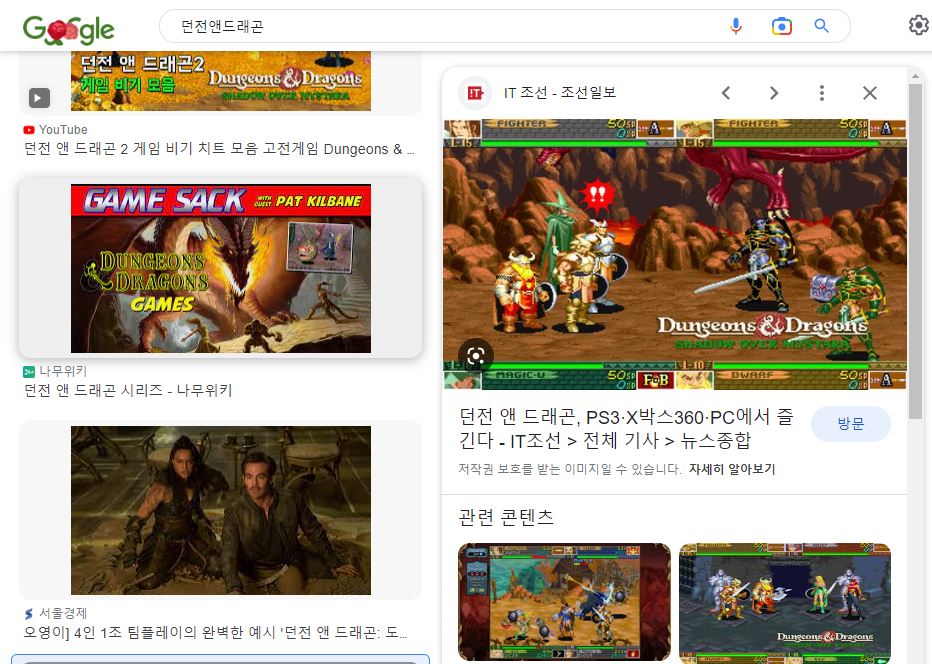 Google
던전앤드래곤
던전 앤 드래곤2
게임 비기 모음
Dungeons & Dragons
SHADOW OVER MYSTARA
YouTube
던전 앤 드래곤 2 게임 비기 치트 모음 고전게임 Dungeons & ...
GAME SACK WITH GUEST PAT KILBANE
DUNGEONS & DRAGONS
GAMES
나무위키
던전 앤 드래곤 시리즈 - 나무위키
서울경제
오영이] 4인 1조 팀플레이의 완벽한 예시 '던전 앤 드래곤: 도...
IT 조선 - 조선일보
FIGHTER 50SP 0XP A FIGHTER 50SP 0XP A
!!
Dungeons & Dragons
SHADOW OVER MYSTARA
MAGIC-U 50SP 0XP DWARF 50SP 0XP A
던전 앤 드래곤, PS3·X박스360·PC에서 즐
긴다 - IT조선 > 전체 기사 > 뉴스종합
방문
저작권 보호를 받는 이미지일 수 있습니다. 자세히 알아보기
관련 콘텐츠
Dungeons & Dragons